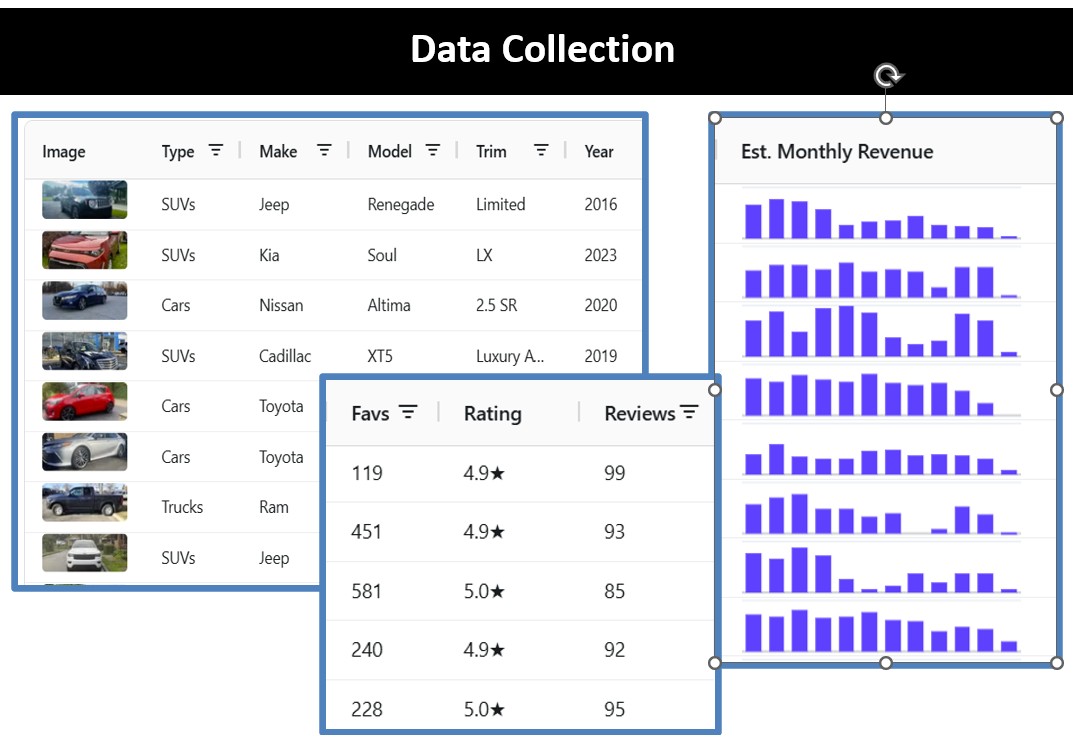 Data Collection
Image Type Make Model Trim Year
SUVs Jeep Renegade Limited 2016
SUVs Kia Soul LX 2023
Cars Nissan Altima 2.5 SR 2020
SUVs Cadillac XT5 Luxury A... 2019
Cars Toyota
Cars Toyota
Trucks Ram
SUVs Jeep
Favs Rating Reviews
119 4.9★ 99
451 4.9★ 93
581 5.0★ 85
240 4.9★ 92
228 5.0★ 95
Est. Monthly Revenue